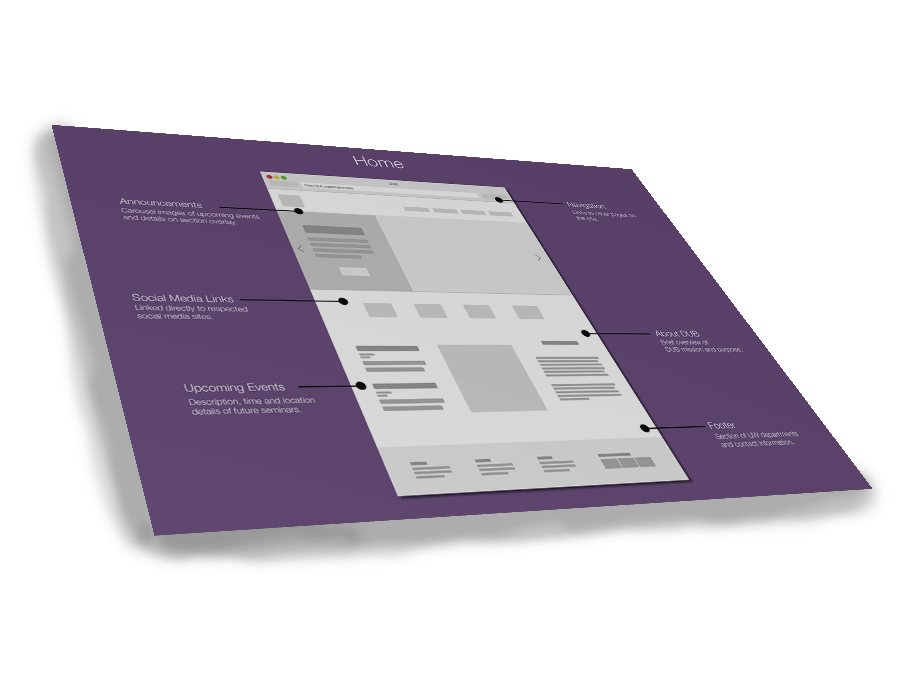 Home
Announcements
Carousel images of upcoming events
and details on section overlay.
Social Media Links
Linked directly to respected
social media sites.
Upcoming Events
Description, time and location
details of future seminars.
Navigation
Links to other pages on
the site.
About DUB
Brief overview of
DUB mission and purpose.
Footer
Section of UW departments
and contact information.